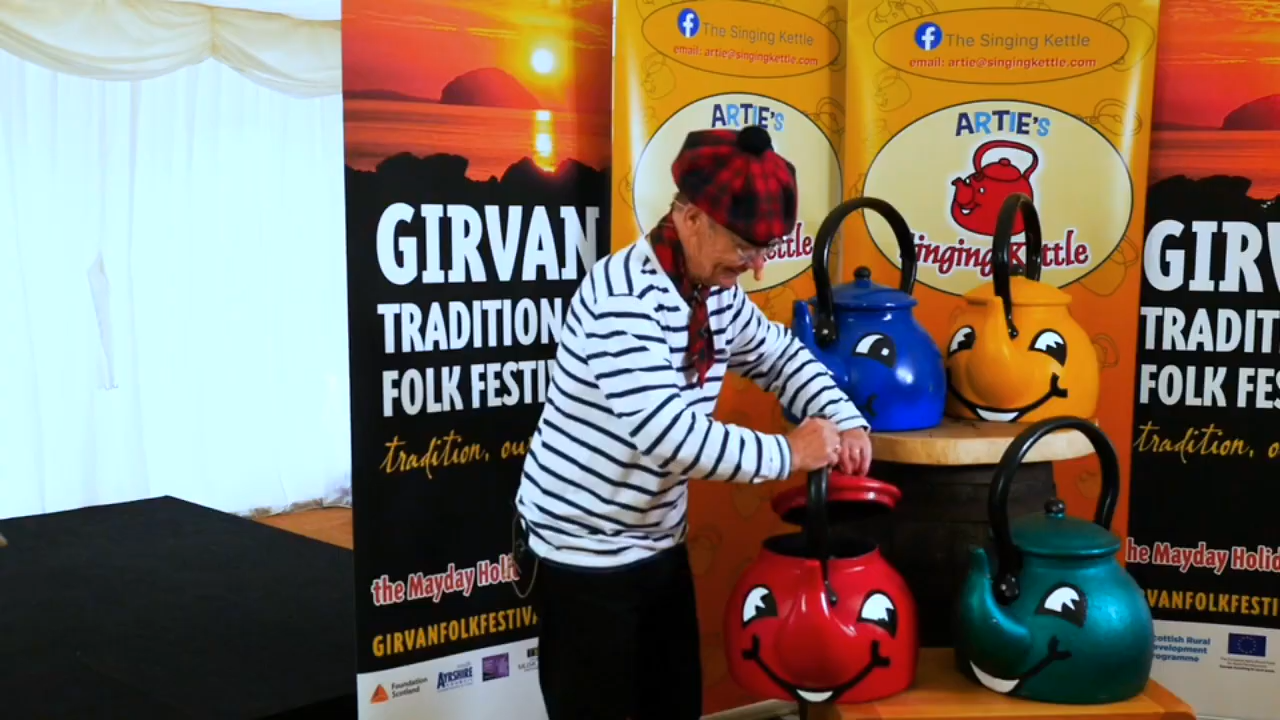 GIRVAN
TRADITION
FOLK FESTIV
tradition, ou
the Mayday Holi
GIRVANFOLKFESTIVA
Foundation
Scotland
AYRSHIRE
The Singing Kettle
email: artie@singingkettle.com
ARTIE's
ettle
The Singing Kettle
email: artie@singingkettle.com
ARTIE's
Singing Kettle
GIRV
TRADIT
FOLK FES
tradition, o
the Mayday Holid
VANFOLKFESTI
cottish Rural
evelopment
rogramme